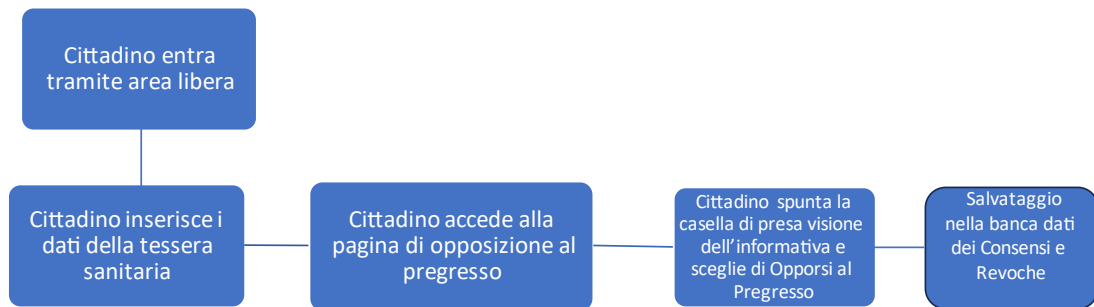 Cittadino entra
tramite area libera
Cittadino inserisce i
dati della tessera
sanitaria
Cittadino accede alla
pagina di opposizione al
pregresso
Cittadino spunta la
casella di presa visione
dell’informativa e
sceglie di Opporsi al
Pregresso
Salvataggio
nella banca dati
dei Consensi e
Revoche